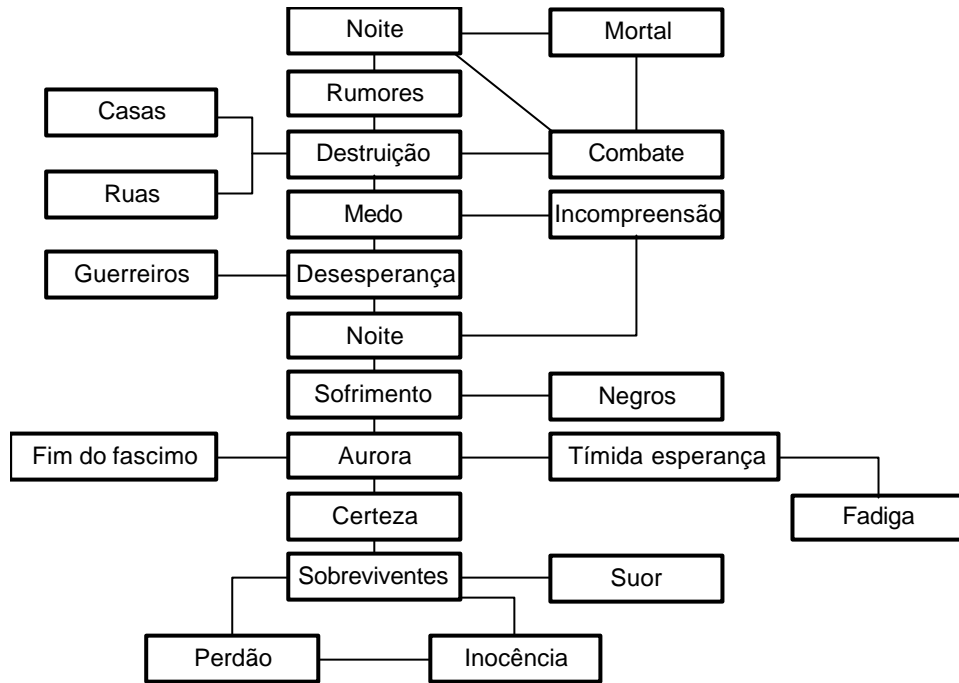 Noite
Mortal
Rumores
Casas
Destruição
Combate
Ruas
Medo
Incompreensão
Guerreiros
Desesperança
Noite
Sofrimento
Negros
Fim do fascimo
Aurora
Tímida esperança
Certeza
Fadiga
Sobreviventes
Suor
Perdão
Inocência